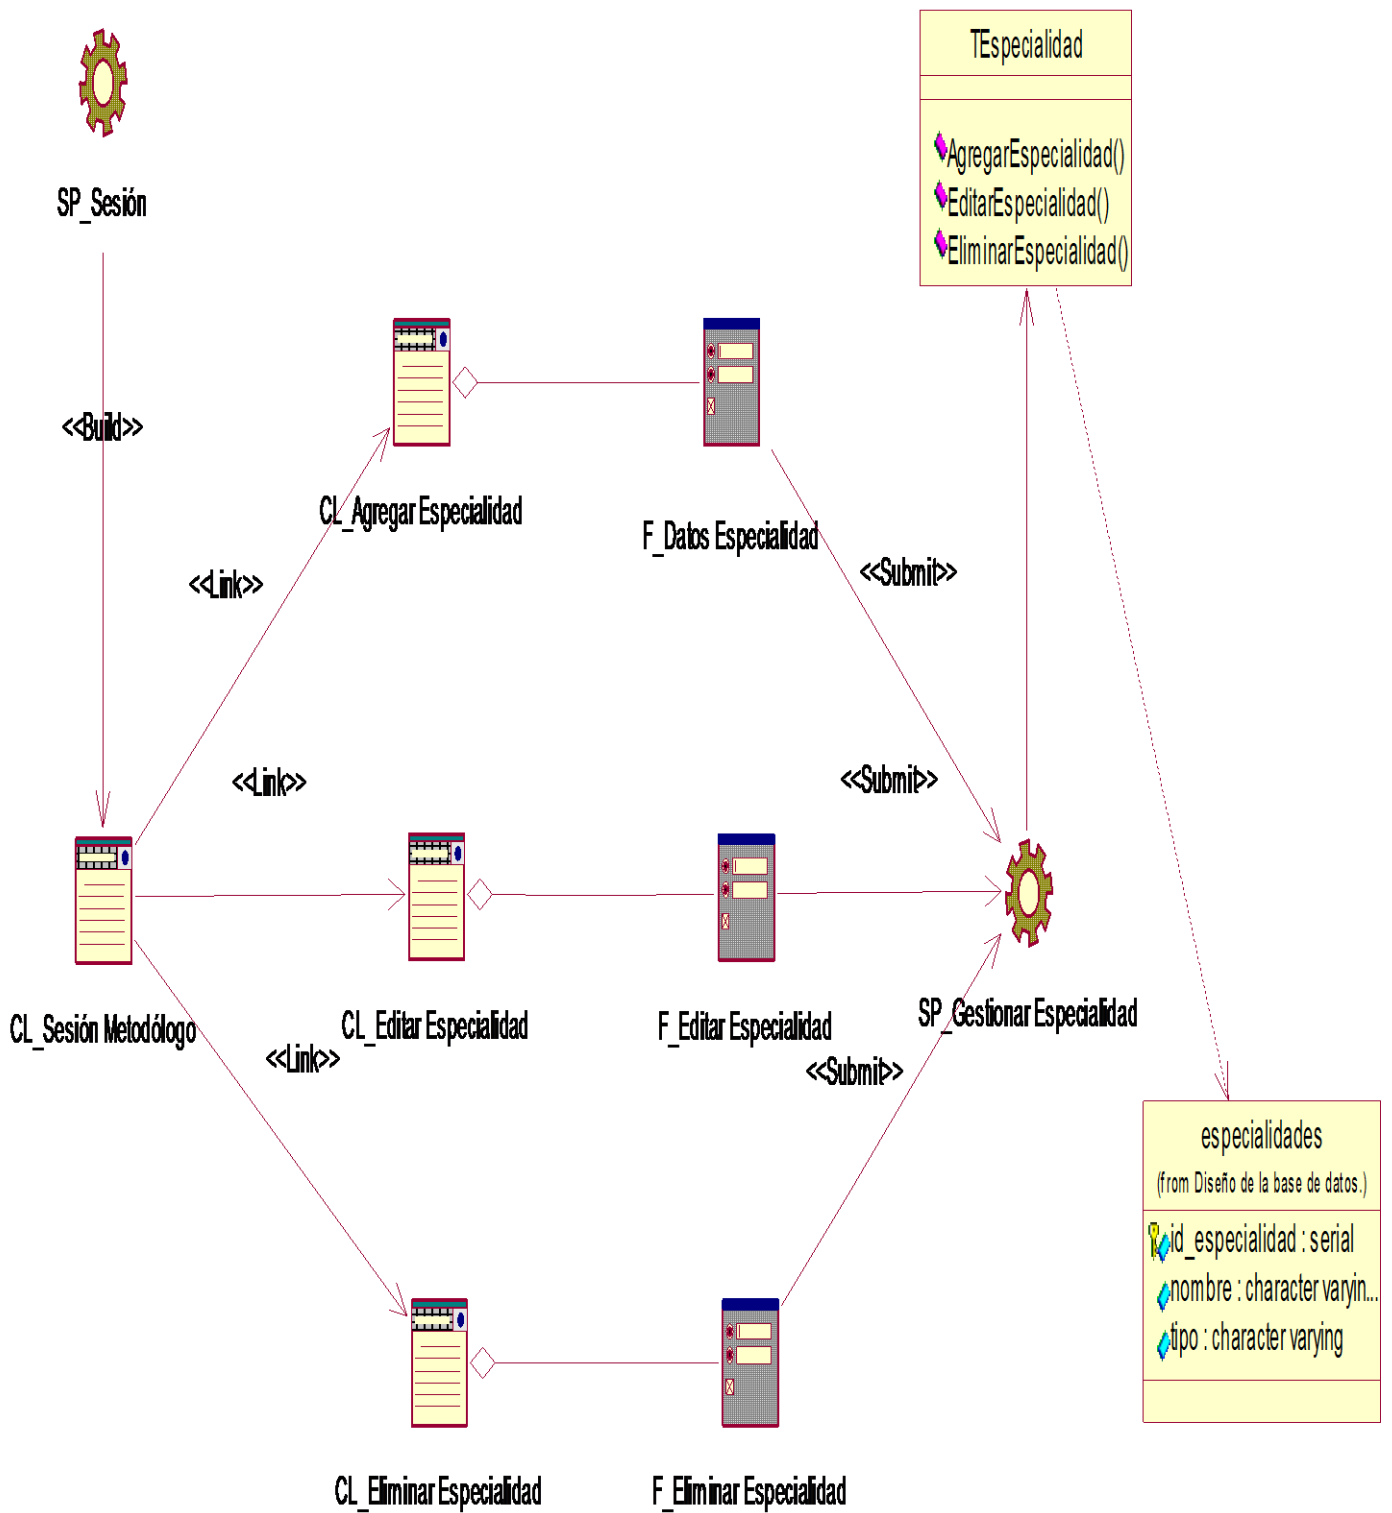 TEspecialidad
AgregarEspecialidad()
EditarEspecialidad()
EliminarEspecialidad()
SP_Sesión
<<Build>>
CL_Agregar Especialidad
F_Datos Especialidad
<<Link>>
<<Submit>>
<<Link>>
<<Submit>>
CL_Sesión Metodólogo
CL_Editar Especialidad
F_Editar Especialidad
SP_Gestionar Especialidad
<<Link>>
<<Submit>>
especialidades
(from Diseño de la base de datos.)
id_especialidad : serial
nombre : character varyin...
tipo : character varying
CL_Eliminar Especialidad
F_Eliminar Especialidad